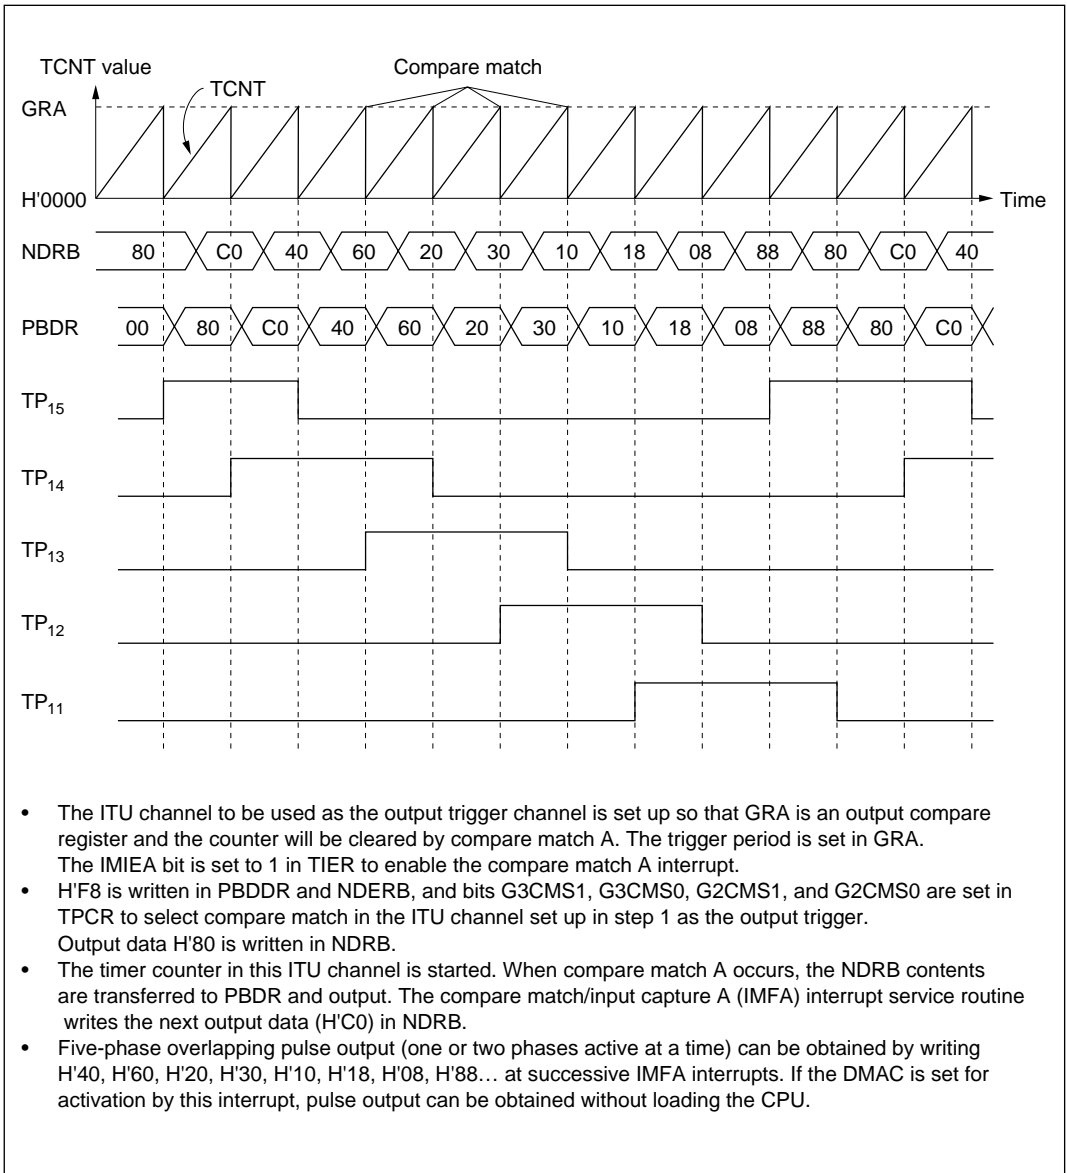 TCNT value
Compare match
TCNT
GRA
H'0000
Time
NDRB 80 C0 40 60 20 30 10 18 08 88 80 C0 40
PBDR 00 80 C0 40 60 20 30 10 18 08 88 80 C0
TP15
TP14
TP13
TP12
TP11
• The ITU channel to be used as the output trigger channel is set up so that GRA is an output compare
register and the counter will be cleared by compare match A. The trigger period is set in GRA.
The IMIEA bit is set to 1 in TIER to enable the compare match A interrupt.
• H'F8 is written in PBDDR and NDERB, and bits G3CMS1, G3CMS0, G2CMS1, and G2CMS0 are set in
TPCR to select compare match in the ITU channel set up in step 1 as the output trigger.
Output data H'80 is written in NDRB.
• The timer counter in this ITU channel is started. When compare match A occurs, the NDRB contents
are transferred to PBDR and output. The compare match/input capture A (IMFA) interrupt service routine
writes the next output data (H'C0) in NDRB.
• Five-phase overlapping pulse output (one or two phases active at a time) can be obtained by writing
H'40, H'60, H'20, H'30, H'10, H'18, H'08, H'88… at successive IMFA interrupts. If the DMAC is set for
activation by this interrupt, pulse output can be obtained without loading the CPU.